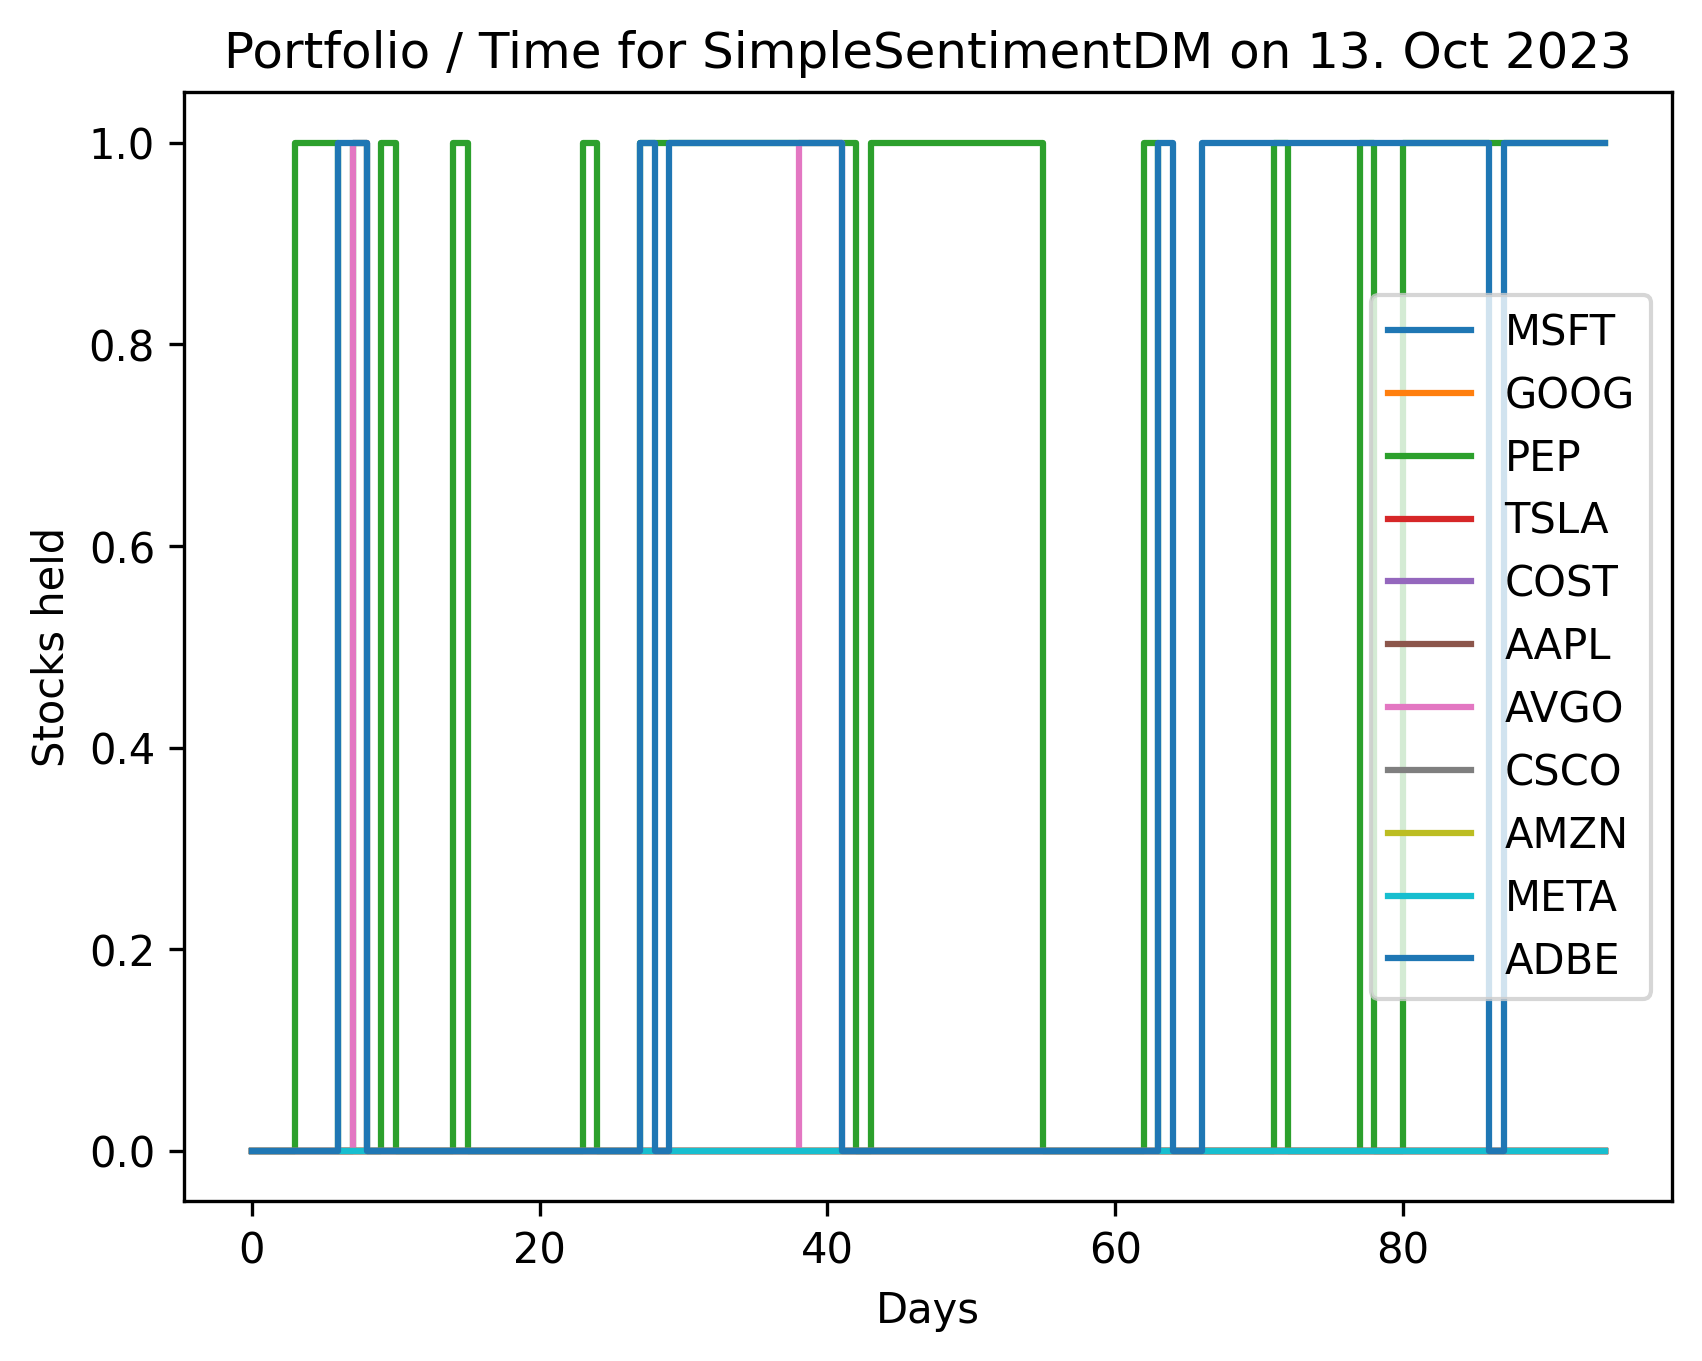 Portfolio / Time for SimpleSentimentDM on 13. Oct 2023
1.0
0.8
0.6
0.4
0.2
0.0
Stocks held
MSFT
GOOG
PEP
TSLA
COST
AAPL
AVGO
CSCO
AMZN
META
ADBE
0 20 40 60 80
Days